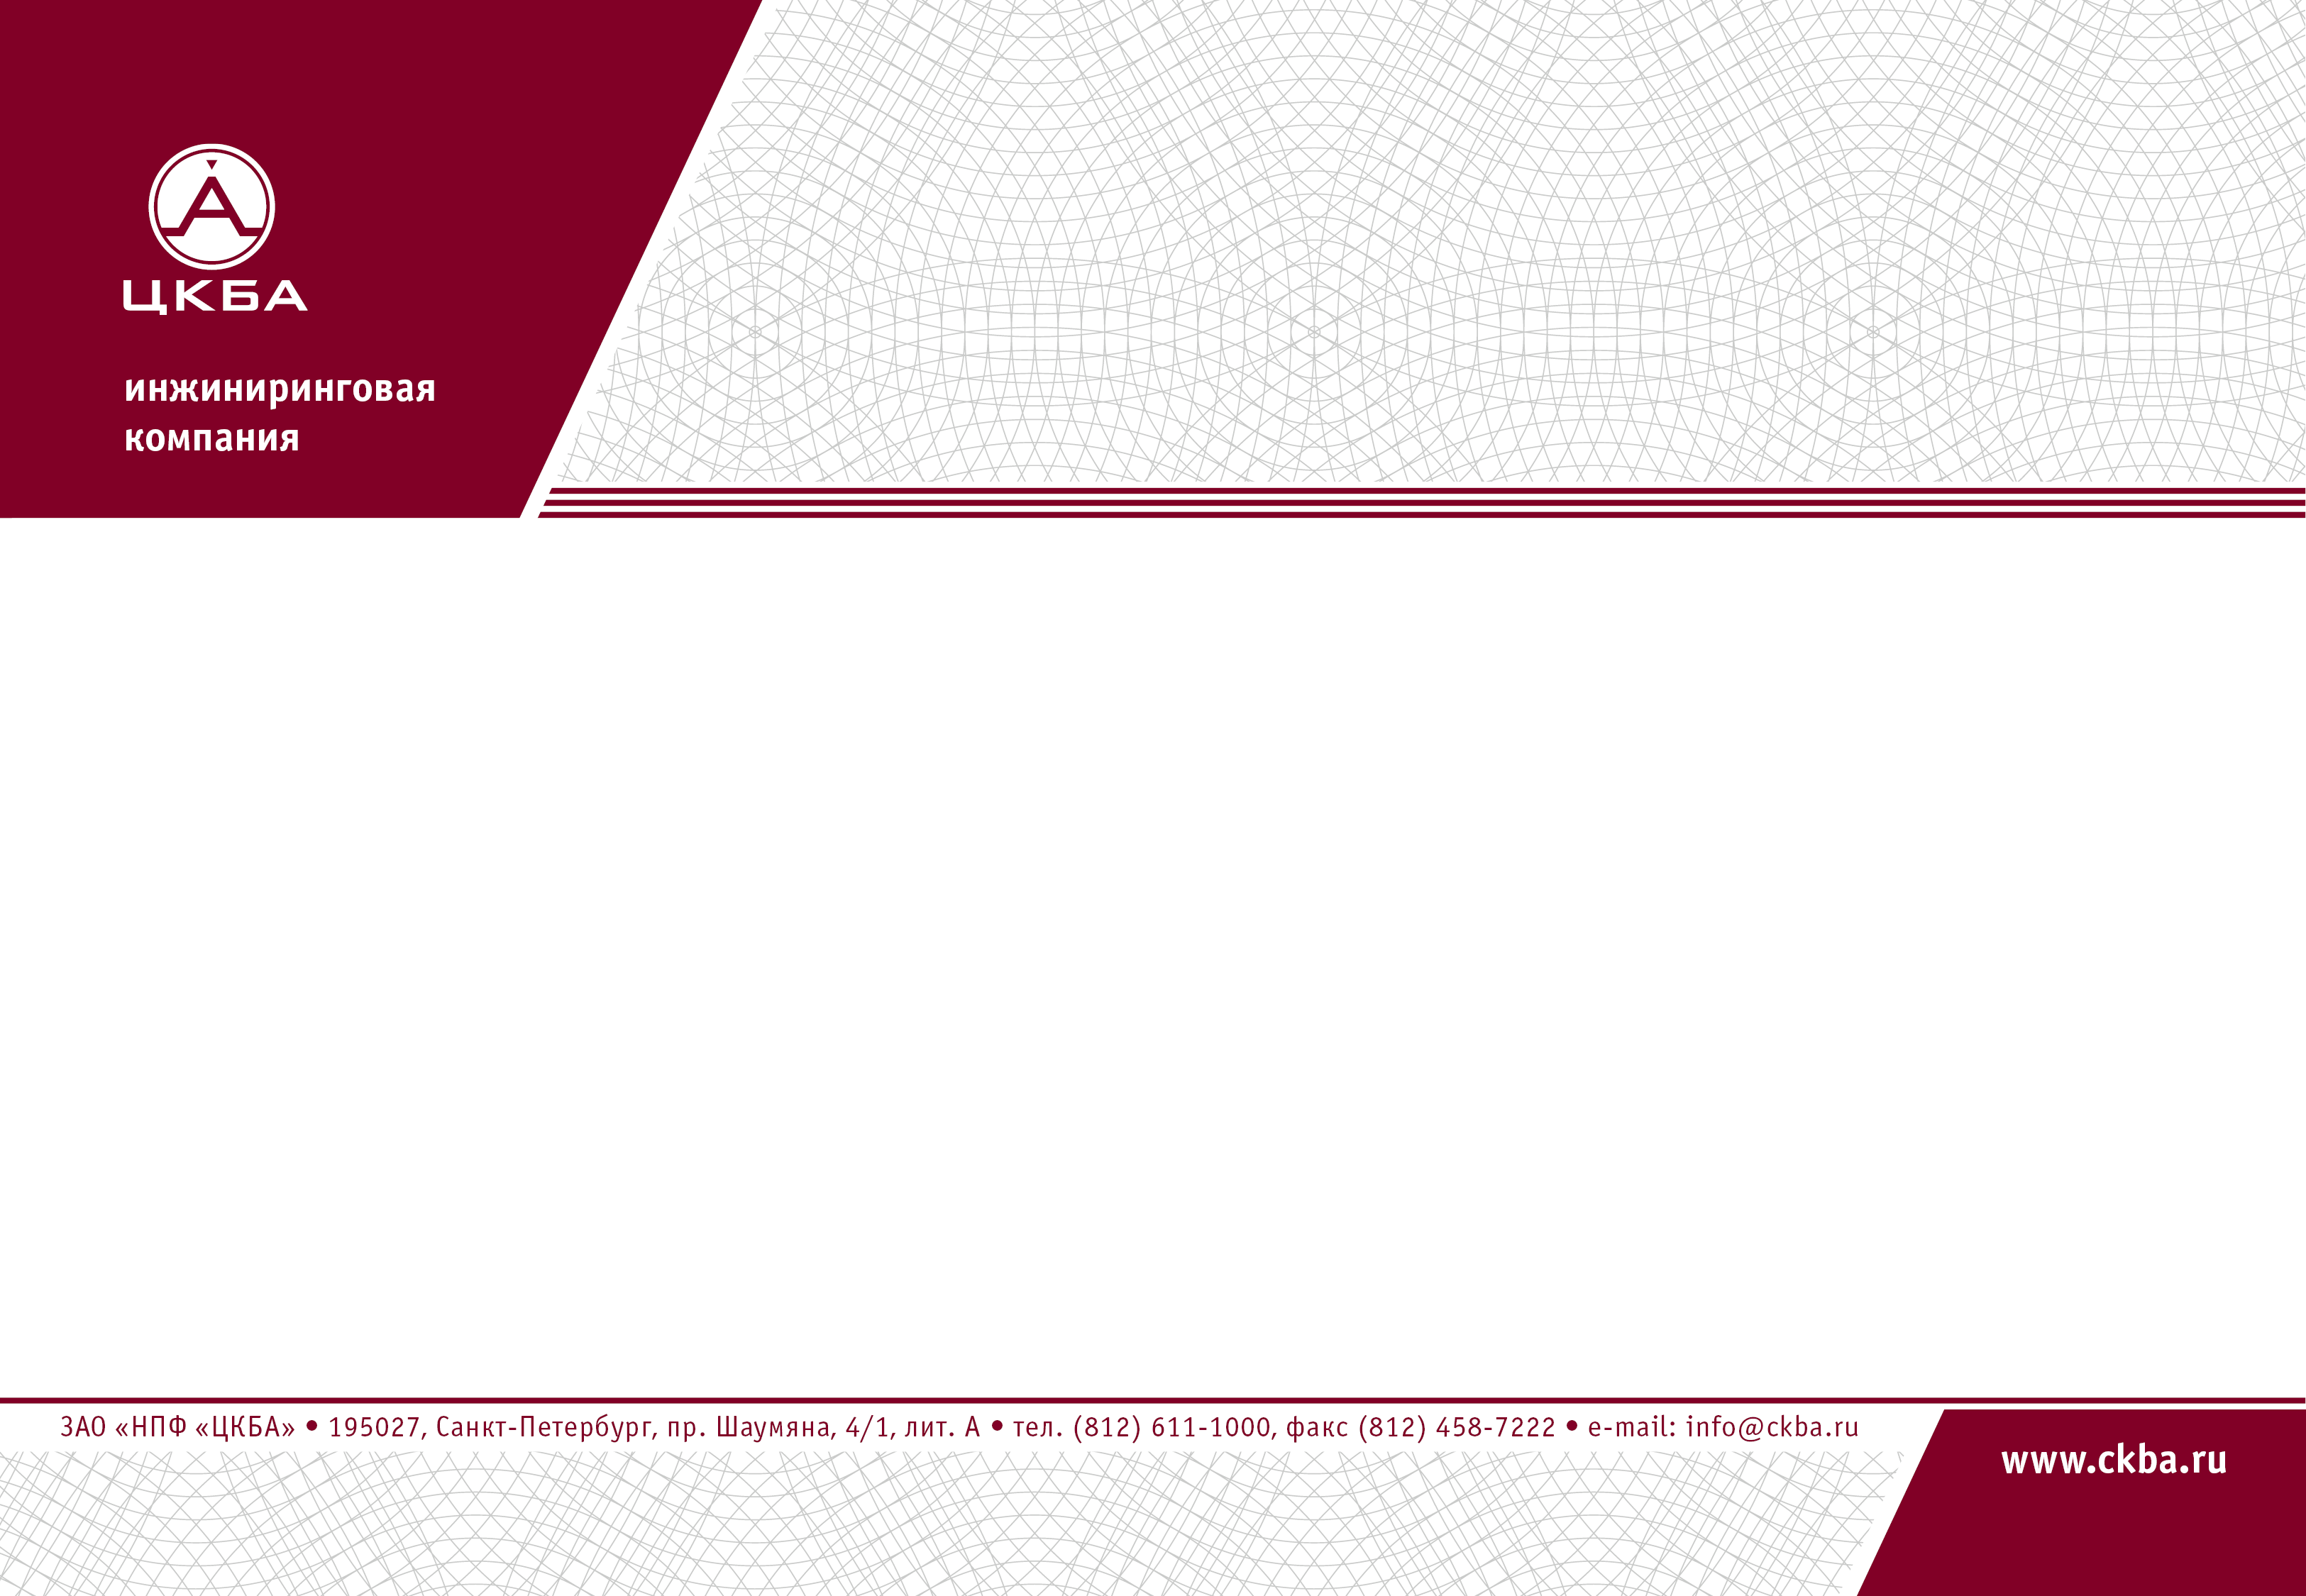 ЦКБА
инжиниринговая
компания
ЗАО «НПФ «ЦКБА» • 195027, Санкт-Петербург, пр. Шаумяна, 4/1, лит. А • тел. (812) 611-1000, факс (812) 458-7222 • e-mail: info@ckba.ru
www.ckba.ru